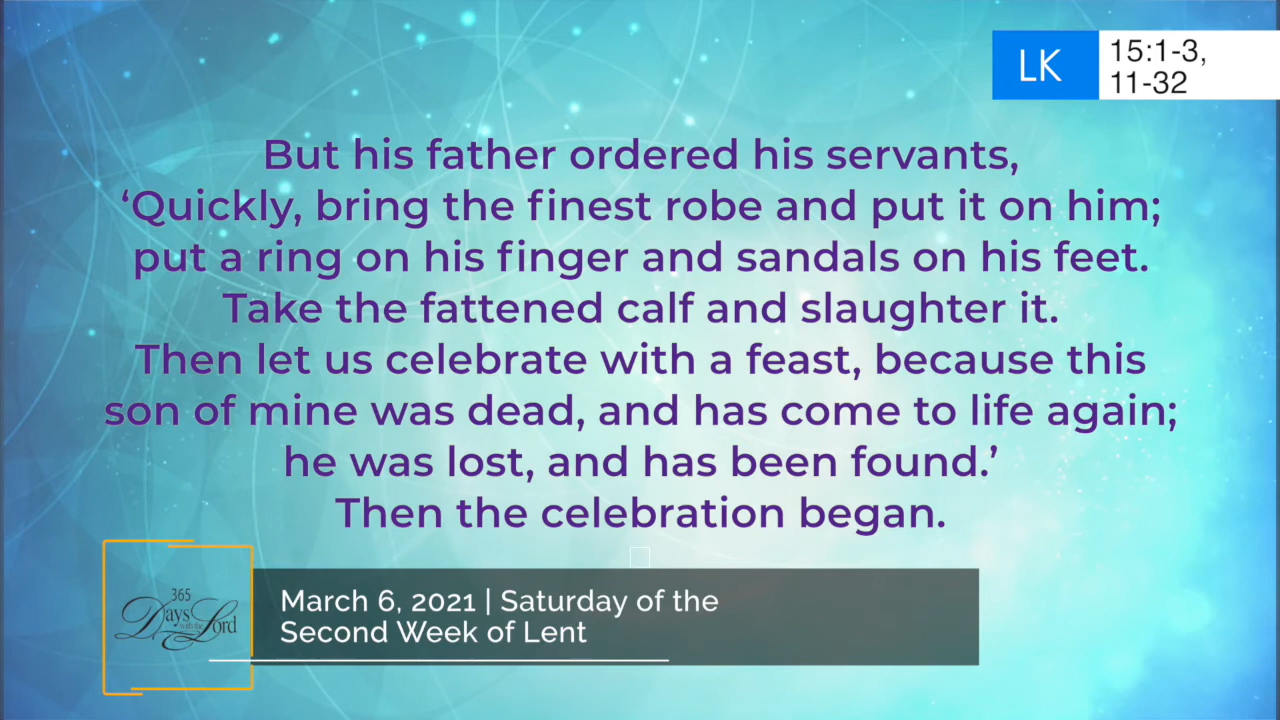 LK
15:1-3,
11-32
But his father ordered his servants,
‘Quickly, bring the finest robe and put it on him;
put a ring on his finger and sandals on his feet.
Take the fattened calf and slaughter it.
Then let us celebrate with a feast, because this
son of mine was dead, and has come to life again;
he was lost, and has been found.’
Then the celebration began.
365
Days with the Lord
March 6, 2021 | Saturday of the
Second Week of Lent